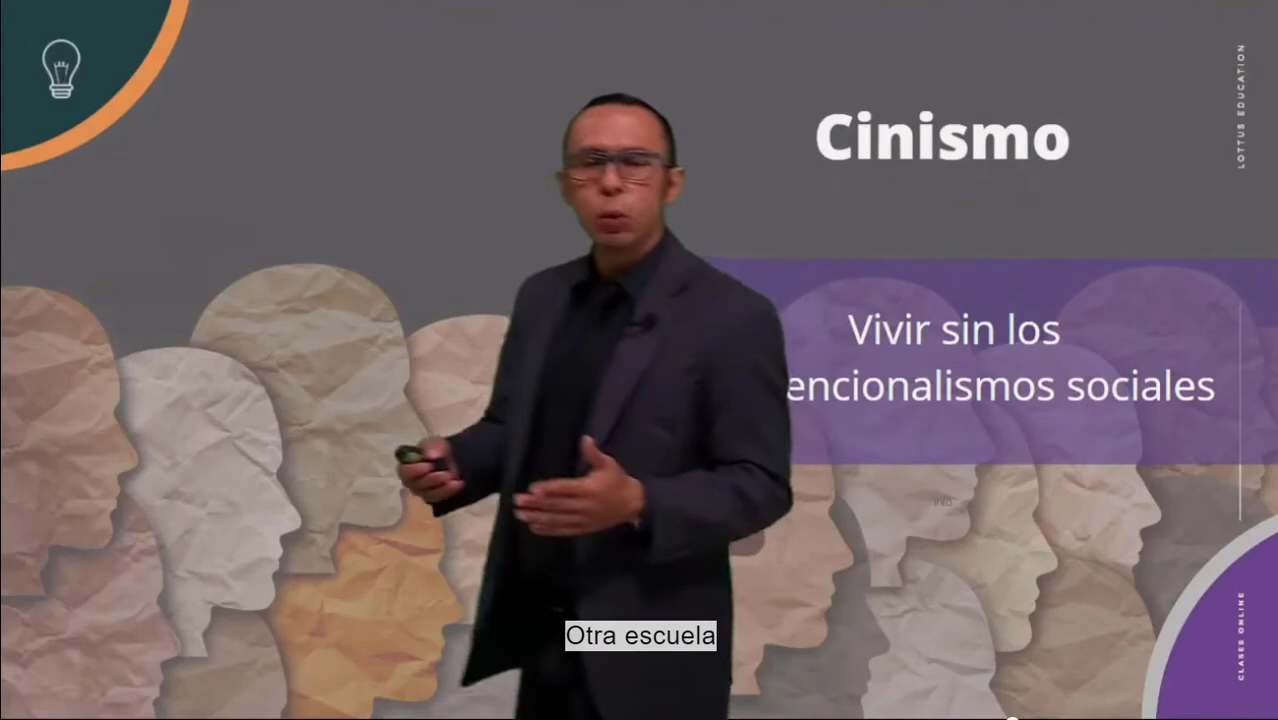 LOTTUS EDUCATION
Cinismo
Vivir sin los
encionalismos sociales
Otra escuela
CLASES ONLINE